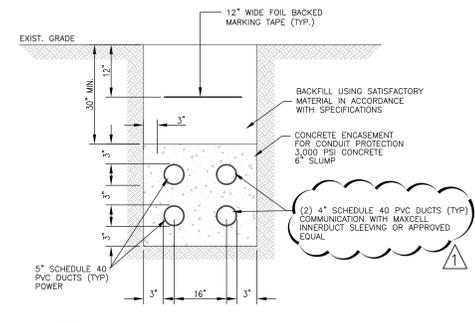 12" WIDE FOIL BACKED
MARKING TAPE (TYP.)
EXIST. GRADE
30" MIN.
12"
BACKFILL USING SATISFACTORY
MATERIAL IN ACCORDANCE
WITH SPECIFICATIONS
3"
CONCRETE ENCASEMENT
FOR CONDUIT PROTECTION
3,000 PSI CONCRETE
6" SLUMP
3"
3"
3"
(2) 4" SCHEDULE 40 PVC DUCTS (TYP)
COMMUNICATION WITH MAXCELL
INNERDUCT SLEEVING OR APPROVED
EQUAL
1
5" SCHEDULE 40
PVC DUCTS (TYP)
POWER
3"
16"
3"